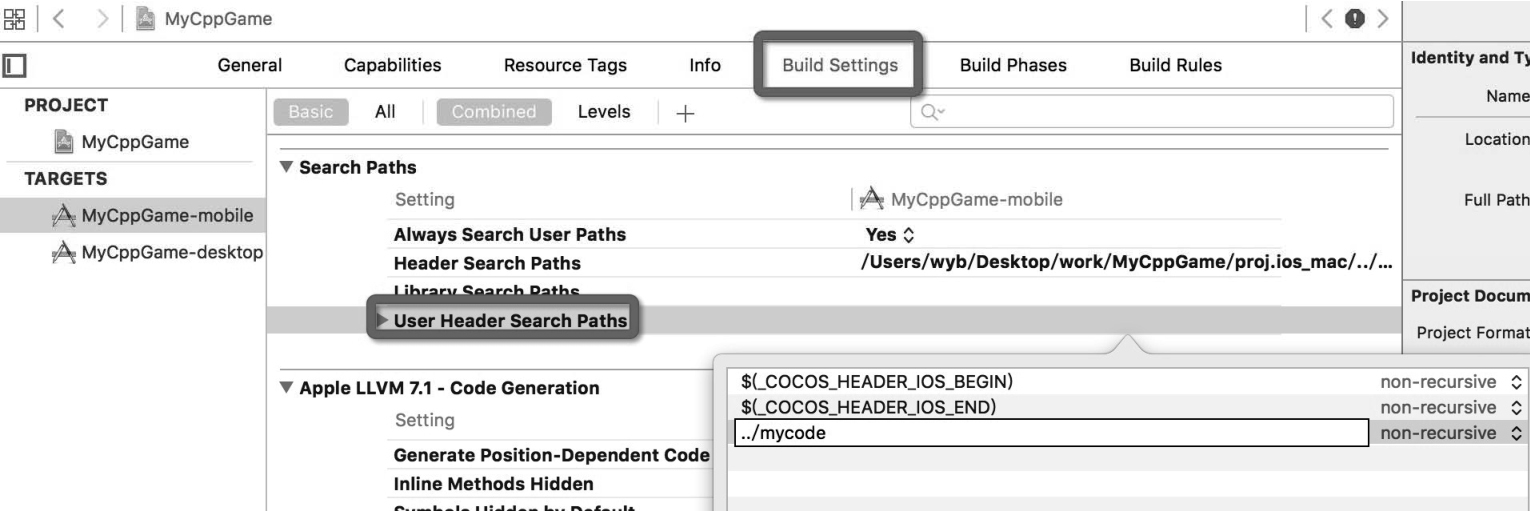 MyCppGame
General Capabilities Resource Tags Info Build Settings Build Phases Build Rules
Identity and Ty
PROJECT
Basic All Combined Levels
Name
MyCppGame
Location
TARGETS
Search Paths
MyCppGame-mobile
Setting MyCppGame-mobile
Full Path
MyCppGame-desktop
Always Search User Paths Yes
Header Search Paths /Users/wyb/Desktop/work/MyCppGame/proj.ios_mac/../...
Library Search Paths
Project Docum
User Header Search Paths
Project Format
Apple LLVM 7.1 - Code Generation
$(_COCOS_HEADER_IOS_BEGIN) non-recursive
$(_COCOS_HEADER_IOS_END) non-recursive
Setting
../mycode non-recursive
Generate Position-Dependent Code
Inline Methods Hidden
Symbols Hidden by Default